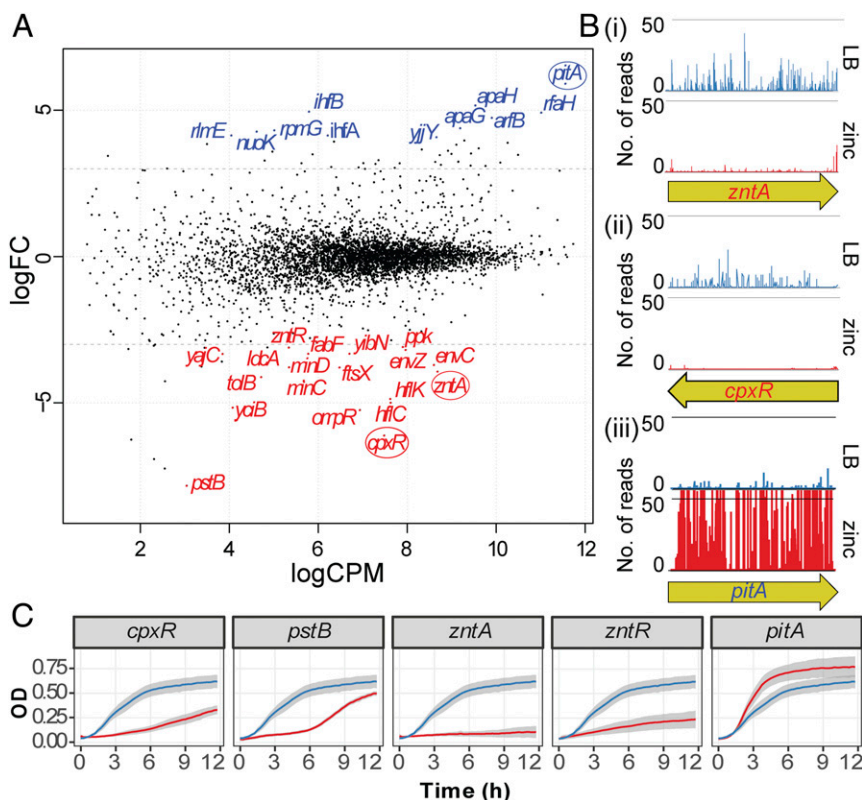 A
B
(i)
50
LB
No. of reads
0
50
zinc
0
zntA
(ii)
50
LB
No. of reads
0
50
zinc
0
cpxR
(iii)
50
LB
No. of reads
0
50
zinc
0
pitA
logFC
5
0
-5
pitA
ihfB
apaH
rlmE
nuoK
rpmG
ihfA
yjjY
apaG
arfB
rfaH
zntR
fabF
yibN
ppk
yajC
ldcA
minD
envZ
envC
tolB
minC
ftsX
hflK
zntA
yaiB
ompR
hflC
cpxR
pstB
2 4 6 8 10 12
logCPM
C
cpxR pstB zntA zntR pitA
OD
0.75
0.50
0.25
0.00
0 3 6 9 12 0 3 6 9 12 0 3 6 9 12 0 3 6 9 12 0 3 6 9 12
Time (h)